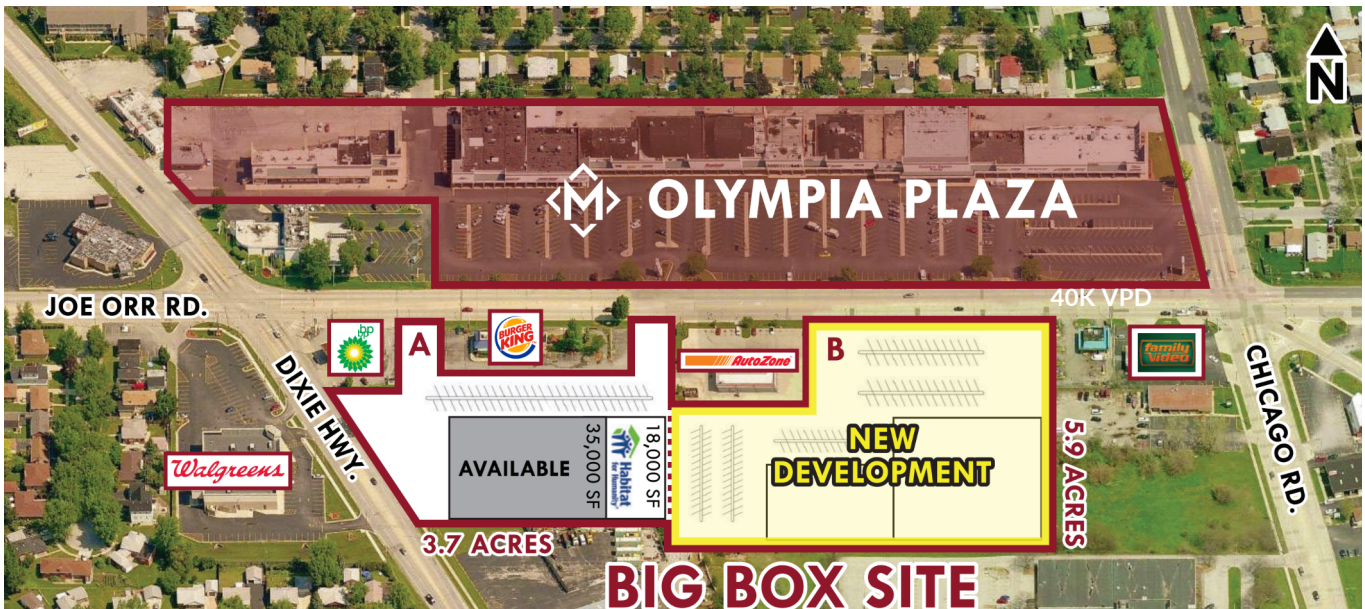 N
M OLYMPIA PLAZA
40K VPD
JOE ORR RD.
DIXIE HWY.
CHICAGO RD.
bp
A
BURGER KING
AutoZone
B
family Video
Walgreens
AVAILABLE
35,000 SF
Habitat for Humanity®
18,000 SF
NEW
DEVELOPMENT
5.9 ACRES
3.7 ACRES
BIG BOX SITE